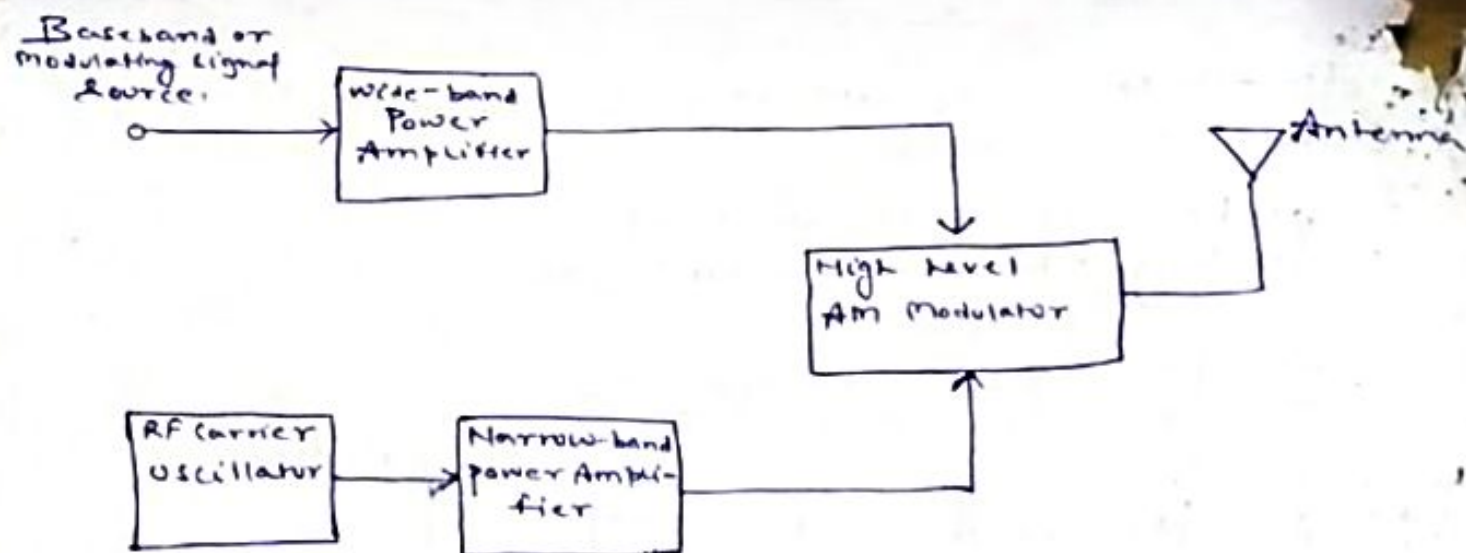 Baseband or
modulating signal
source.
Wide-band
Power
Amplifier
Antenna
High Level
AM Modulator
RF Carrier
Oscillator
Narrow-band
power Ampli-
fier